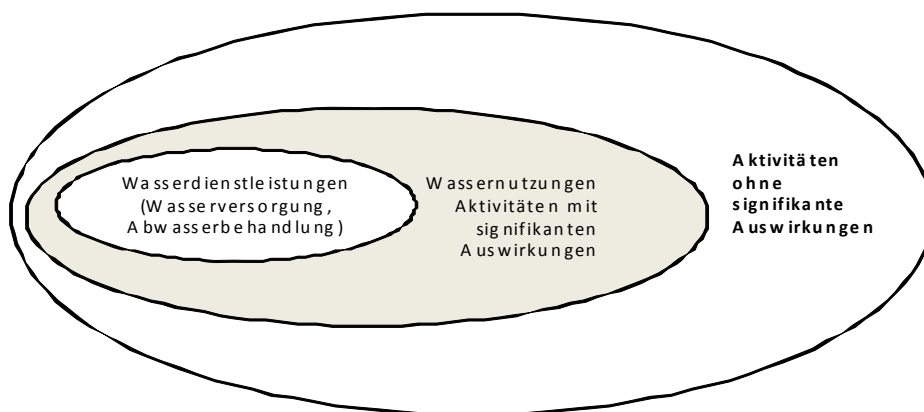 Wasserdienstleistungen
(Wasserversorgung,
Abwasserbehandlung)
Wassernutzungen
Aktivitäten mit
signifikanten
Auswirkungen
Aktivitäten
ohne
signifikante
Auswirkungen